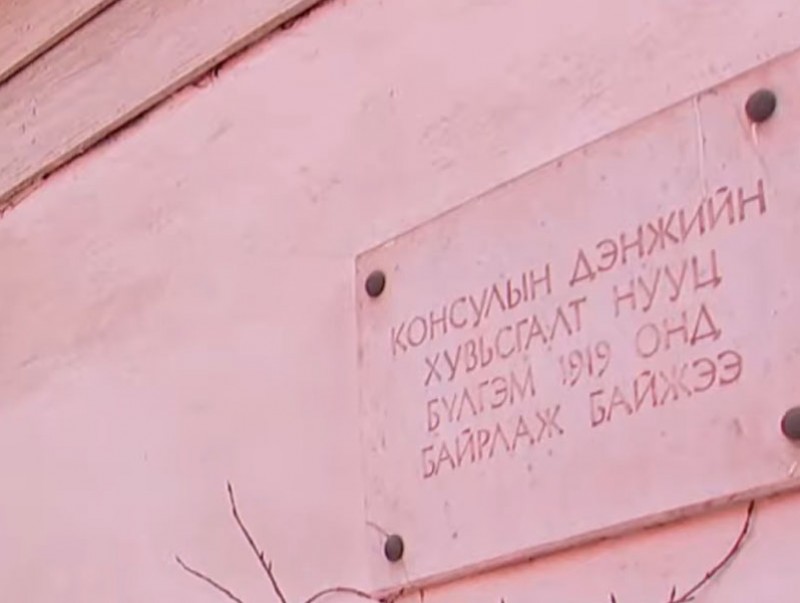 КОНСУЛЫН ДЭНЖИЙН
ХУВЬСГАЛТ НУУЦ
БҮЛГЭМ 1919 ОНД
БАЙРЛАЖ БАЙЖЭЭ